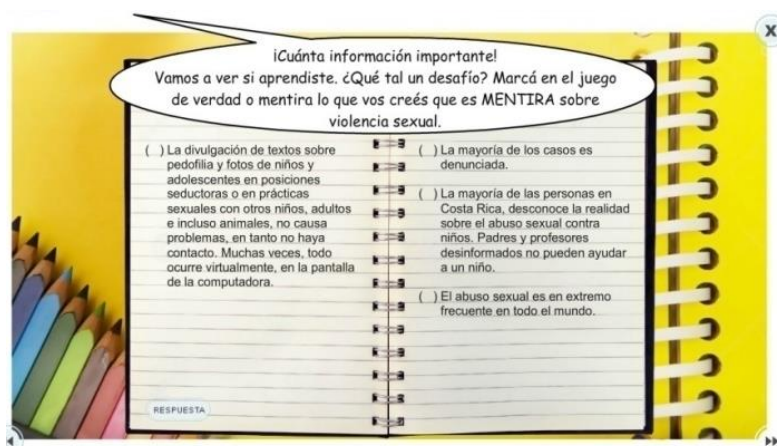 X
¡Cuánta información importante!
Vamos a ver si aprendiste. ¿Qué tal un desafío? Marcá en el juego
de verdad o mentira lo que vos creés que es MENTIRA sobre
violencia sexual.
( ) La divulgación de textos sobre
pedofilia y fotos de niños y
adolescentes en posiciones
seductoras o en prácticas
sexuales con otros niños, adultos
e incluso animales, no causa
problemas, en tanto no haya
contacto. Muchas veces, todo
ocurre virtualmente, en la pantalla
de la computadora.
RESPUESTA
( ) La mayoría de los casos es
denunciada.
( ) La mayoría de las personas en
Costa Rica, desconoce la realidad
sobre el abuso sexual contra
niños. Padres y profesores
desinformados no pueden ayudar
a un niño.
( ) El abuso sexual es en extremo
frecuente en todo el mundo.